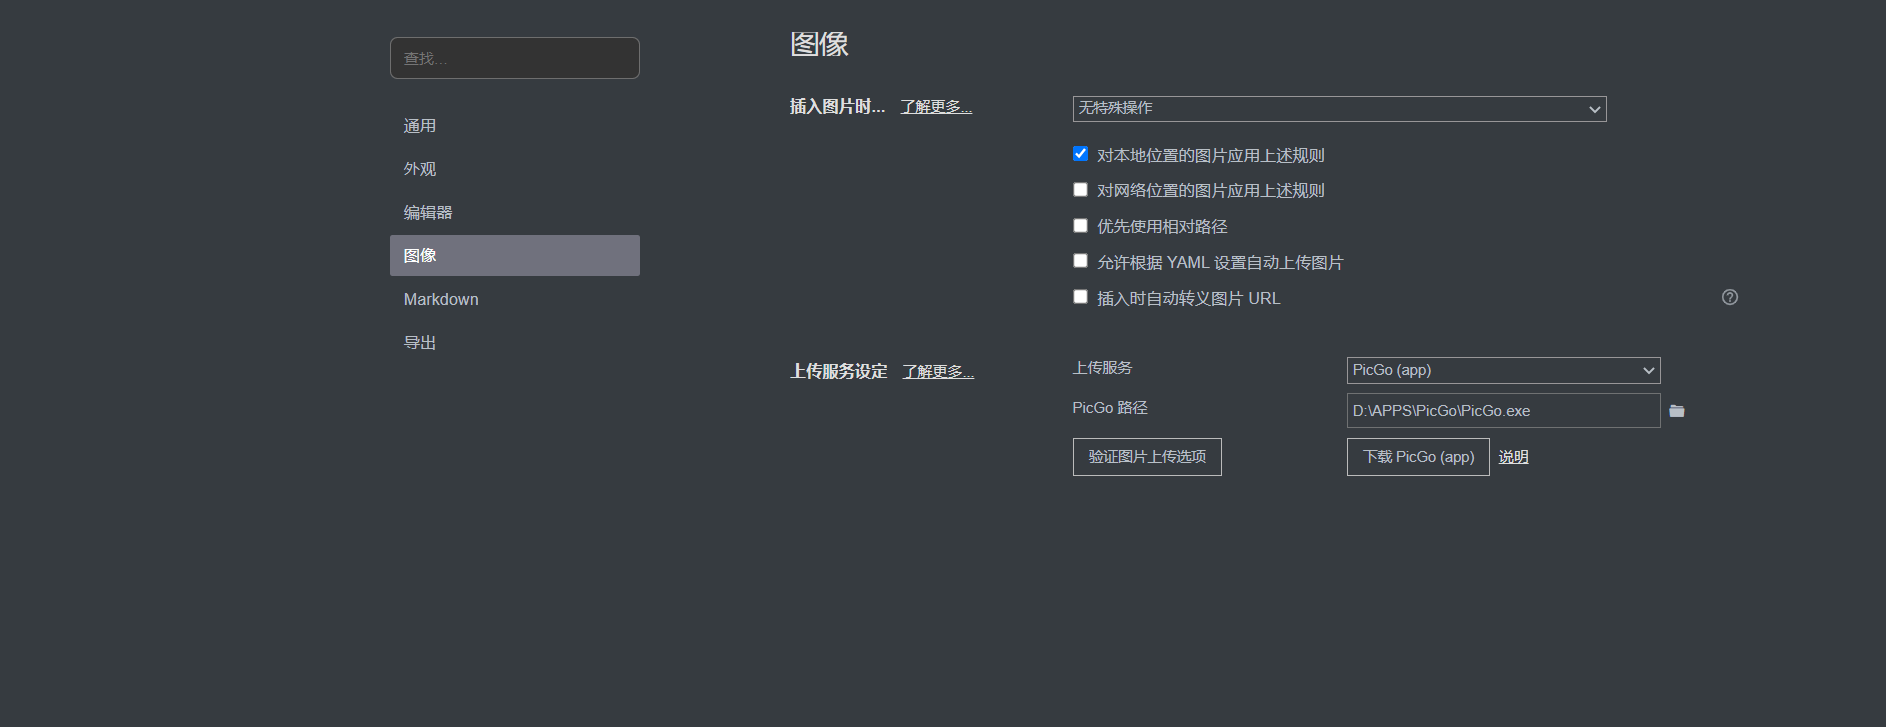 查找...
通用
外观
编辑器
图像
Markdown
导出
图像
插入图片时... 了解更多...
无特殊操作
对本地位置的图片应用上述规则
对网络位置的图片应用上述规则
优先使用相对路径
允许根据 YAML 设置自动上传图片
插入时自动转义图片 URL
上传服务设定 了解更多...
上传服务 PicGo (app)
PicGo 路径 D:\APPS\PicGo\PicGo.exe
验证图片上传选项 下载 PicGo (app) 说明